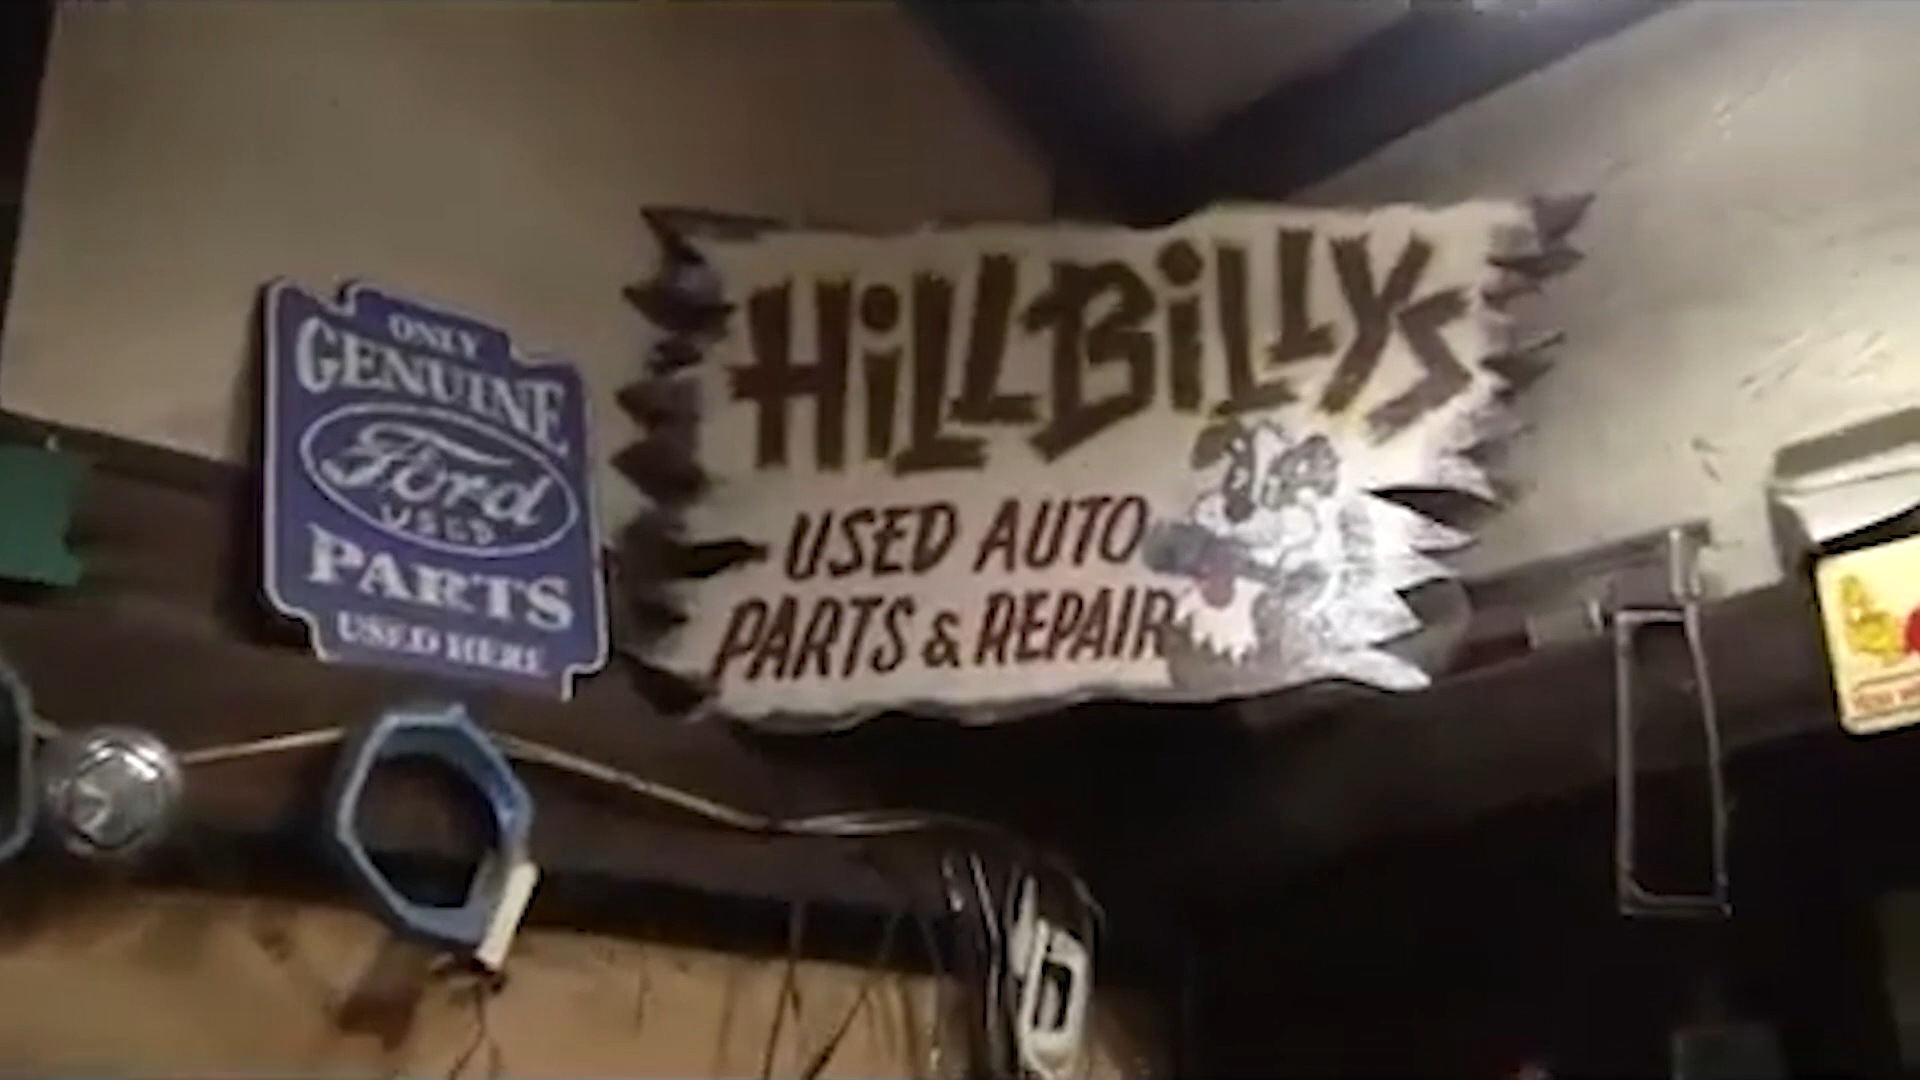 ONLY
GENUINE
Ford
USED
PARTS
USED HERE
HiLLBiLLYS
USED AUTO
PARTS & REPAIR